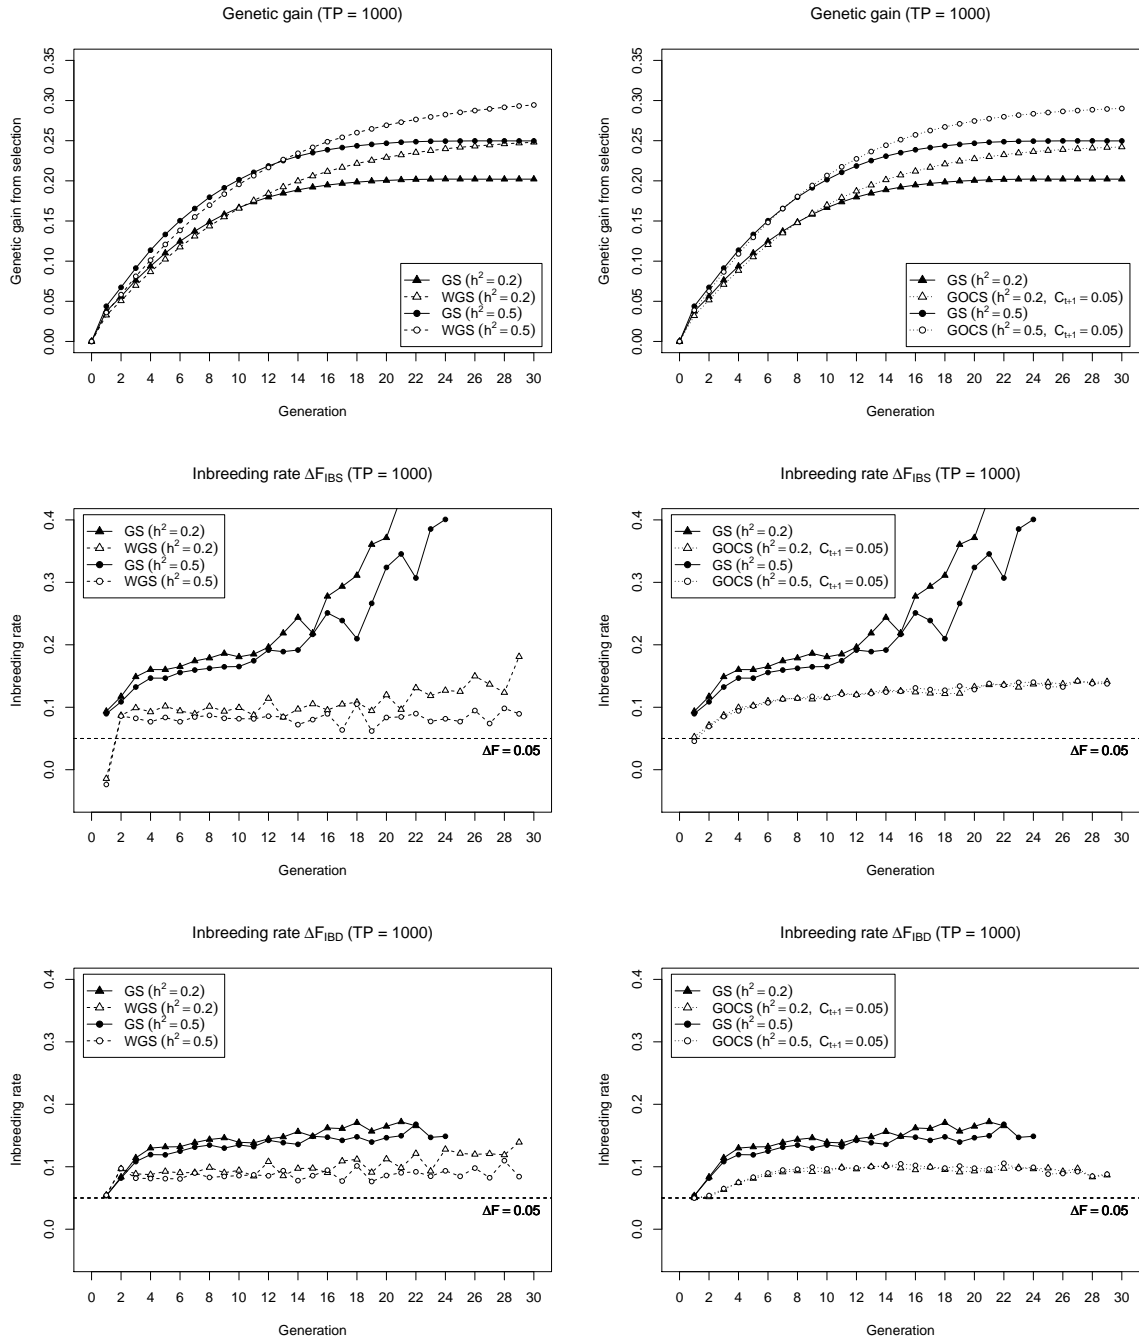 Genetic gain (TP = 1000)
Genetic gain from selection
0.00 0.05 0.10 0.15 0.20 0.25 0.30 0.35
GS (h² = 0.2)
WGS (h² = 0.2)
GS (h² = 0.5)
WGS (h² = 0.5)
0 2 4 6 8 10 12 14 16 18 20 22 24 26 28 30
Generation
Genetic gain (TP = 1000)
Genetic gain from selection
0.00 0.05 0.10 0.15 0.20 0.25 0.30 0.35
GS (h² = 0.2)
GOCS (h² = 0.2, Cₜ₊₁ = 0.05)
GS (h² = 0.5)
GOCS (h² = 0.5, Cₜ₊₁ = 0.05)
0 2 4 6 8 10 12 14 16 18 20 22 24 26 28 30
Generation
Inbreeding rate ΔF_IBS (TP = 1000)
Inbreeding rate
0.0 0.1 0.2 0.3 0.4
GS (h² = 0.2)
WGS (h² = 0.2)
GS (h² = 0.5)
WGS (h² = 0.5)
ΔF = 0.05
0 2 4 6 8 10 12 14 16 18 20 22 24 26 28 30
Generation
Inbreeding rate ΔF_IBS (TP = 1000)
Inbreeding rate
0.0 0.1 0.2 0.3 0.4
GS (h² = 0.2)
GOCS (h² = 0.2, Cₜ₊₁ = 0.05)
GS (h² = 0.5)
GOCS (h² = 0.5, Cₜ₊₁ = 0.05)
ΔF = 0.05
0 2 4 6 8 10 12 14 16 18 20 22 24 26 28 30
Generation
Inbreeding rate ΔF_IBD (TP = 1000)
Inbreeding rate
0.0 0.1 0.2 0.3 0.4
GS (h² = 0.2)
WGS (h² = 0.2)
GS (h² = 0.5)
WGS (h² = 0.5)
ΔF = 0.05
0 2 4 6 8 10 12 14 16 18 20 22 24 26 28 30
Generation
Inbreeding rate ΔF_IBD (TP = 1000)
Inbreeding rate
0.0 0.1 0.2 0.3 0.4
GS (h² = 0.2)
GOCS (h² = 0.2, Cₜ₊₁ = 0.05)
GS (h² = 0.5)
GOCS (h² = 0.5, Cₜ₊₁ = 0.05)
ΔF = 0.05
0 2 4 6 8 10 12 14 16 18 20 22 24 26 28 30
Generation